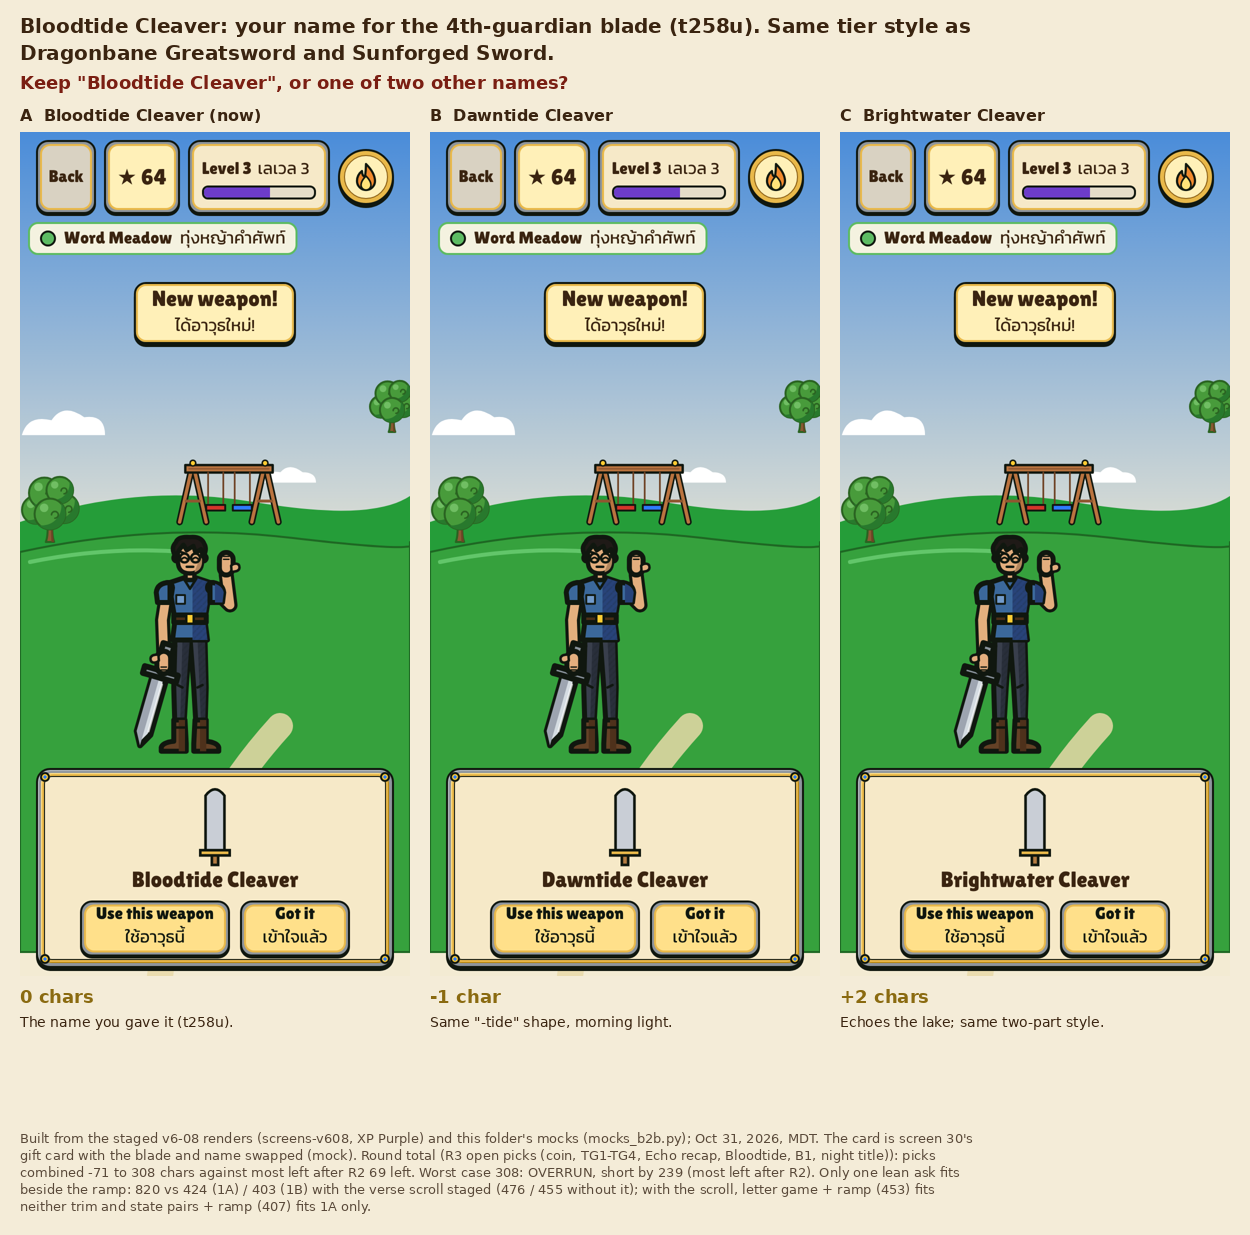 Bloodtide Cleaver: your name for the 4th-guardian blade (t258u). Same tier style as
Dragonbane Greatsword and Sunforged Sword.
Keep "Bloodtide Cleaver", or one of two other names?
A Bloodtide Cleaver (now)
Back
★ 64
Level 3 เลเวล 3
Word Meadow ทุ่งหญ้าคำศัพท์
New weapon!
ได้อาวุธใหม่!
Bloodtide Cleaver
Use this weapon
ใช้อาวุธนี้
Got it
เข้าใจแล้ว
0 chars
The name you gave it (t258u).
B Dawntide Cleaver
Back
★ 64
Level 3 เลเวล 3
Word Meadow ทุ่งหญ้าคำศัพท์
New weapon!
ได้อาวุธใหม่!
Dawntide Cleaver
Use this weapon
ใช้อาวุธนี้
Got it
เข้าใจแล้ว
-1 char
Same "-tide" shape, morning light.
C Brightwater Cleaver
Back
★ 64
Level 3 เลเวล 3
Word Meadow ทุ่งหญ้าคำศัพท์
New weapon!
ได้อาวุธใหม่!
Brightwater Cleaver
Use this weapon
ใช้อาวุธนี้
Got it
เข้าใจแล้ว
+2 chars
Echoes the lake; same two-part style.
Built from the staged v6-08 renders (screens-v608, XP Purple) and this folder's mocks (mocks_b2b.py); Oct 31, 2026, MDT. The card is screen 30's
gift card with the blade and name swapped (mock). Round total (R3 open picks (coin, TG1-TG4, Echo recap, Bloodtide, B1, night title)): picks
combined -71 to 308 chars against most left after R2 69 left. Worst case 308: OVERRUN, short by 239 (most left after R2). Only one lean ask fits
beside the ramp: 820 vs 424 (1A) / 403 (1B) with the verse scroll staged (476 / 455 without it); with the scroll, letter game + ramp (453) fits
neither trim and state pairs + ramp (407) fits 1A only.